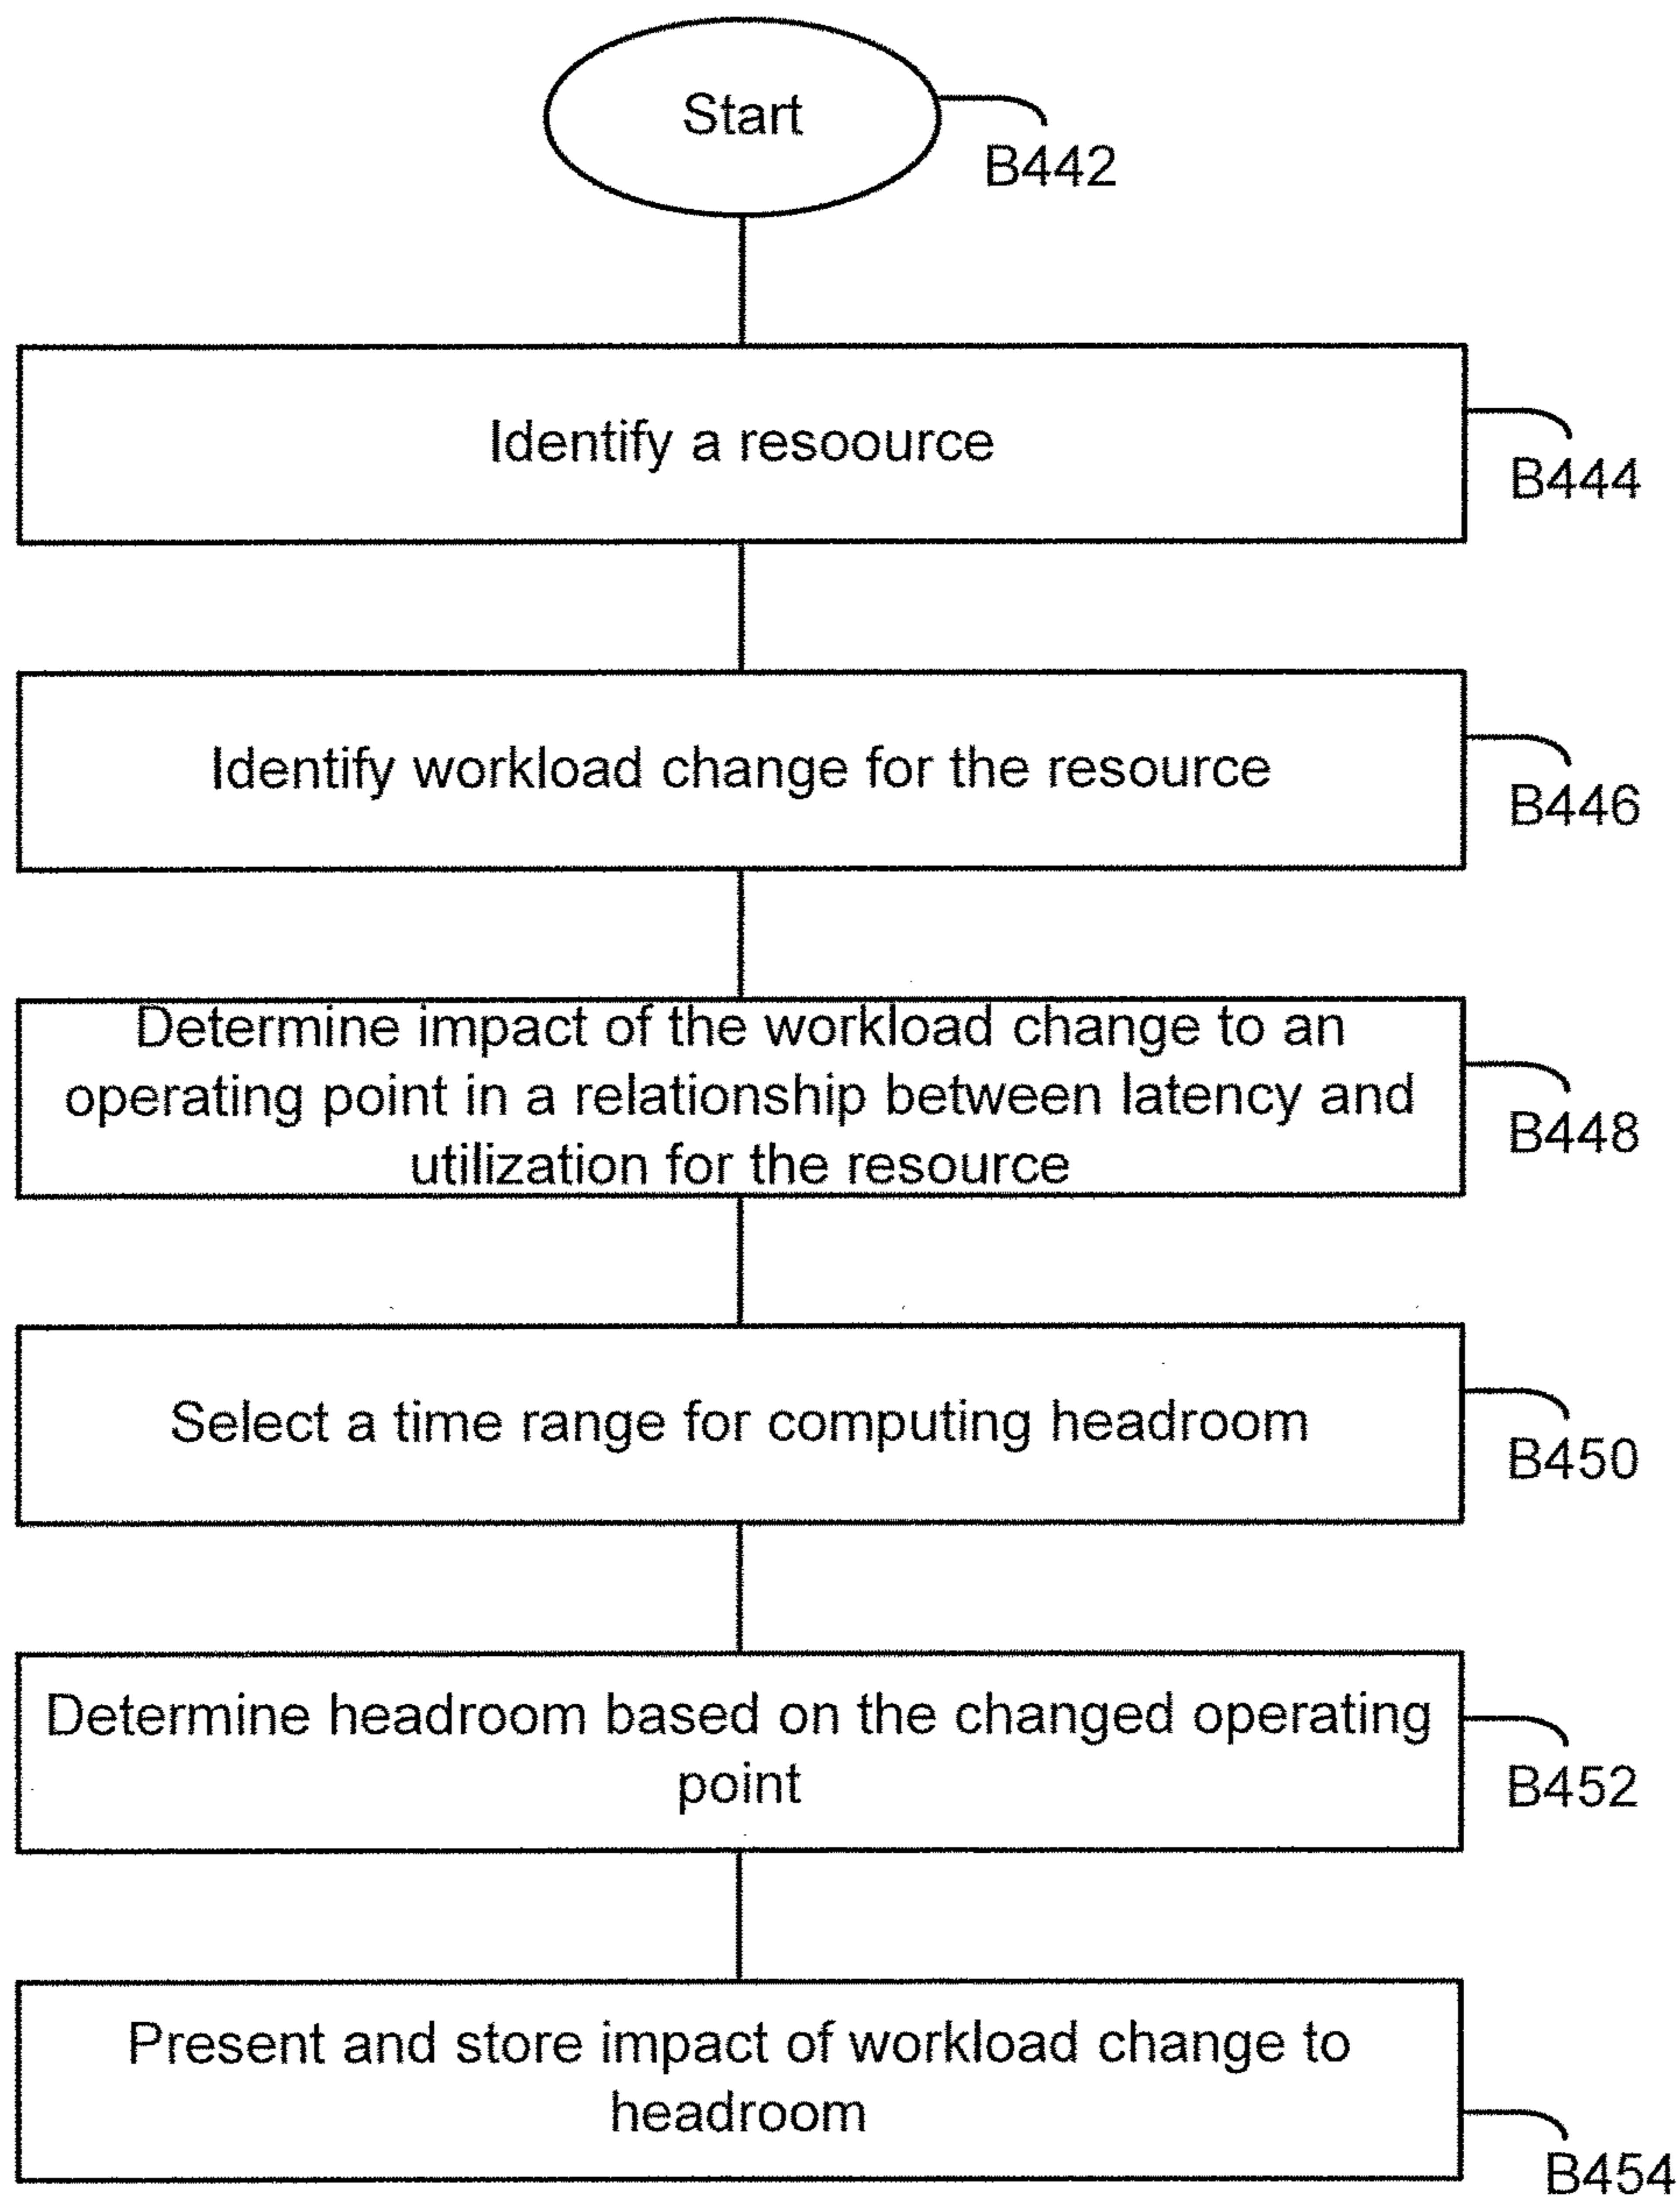 Start
B442
Identify a resoource
B444
Identify workload change for the resource
B446
Determine impact of the workload change to an
operating point in a relationship between latency and
utilization for the resource
B448
Select a time range for computing headroom
B450
Determine headroom based on the changed operating
point
B452
Present and store impact of workload change to
headroom
B454